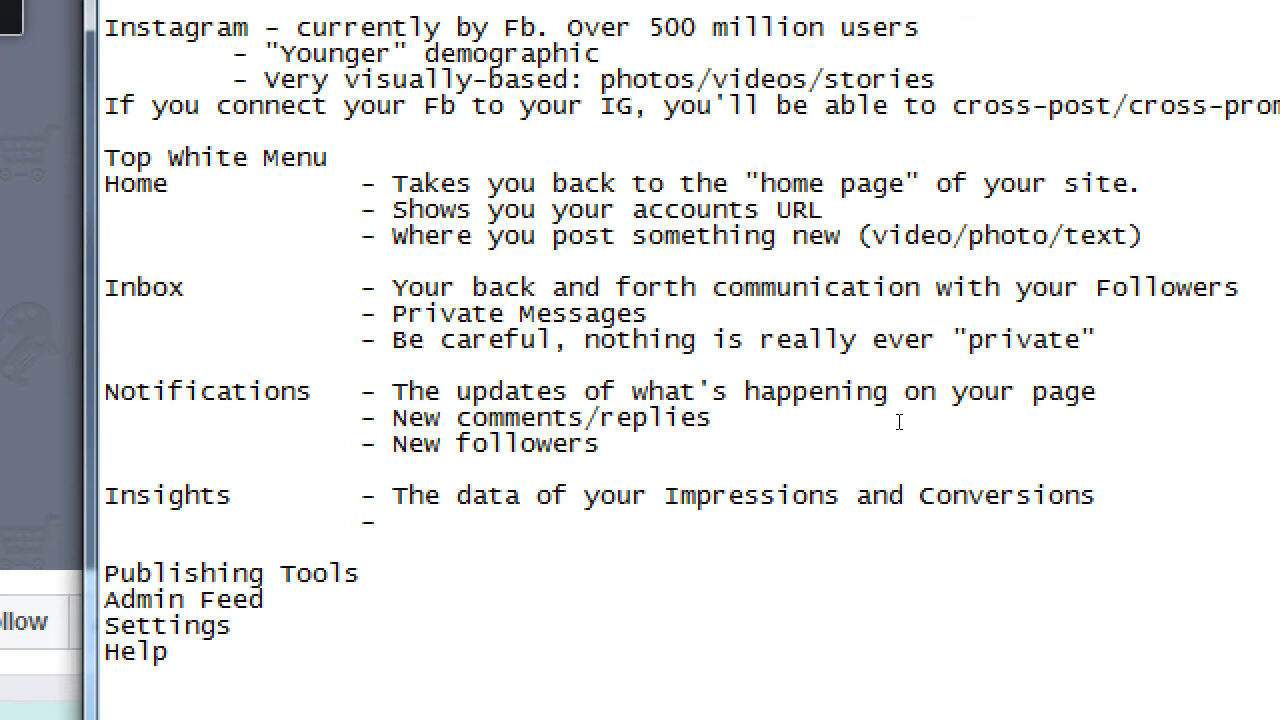 Instagram - currently by Fb. Over 500 million users
- "Younger" demographic
- Very visually-based: photos/videos/stories
If you connect your Fb to your IG, you'll be able to cross-post/cross-prom
Top White Menu
Home - Takes you back to the "home page" of your site.
- Shows you your accounts URL
- Where you post something new (video/photo/text)
Inbox - Your back and forth communication with your Followers
- Private Messages
- Be careful, nothing is really ever "private"
Notifications - The updates of what's happening on your page
- New comments/replies
- New followers
Insights - The data of your Impressions and Conversions
-
Publishing Tools
Admin Feed
Settings
ollow
Help